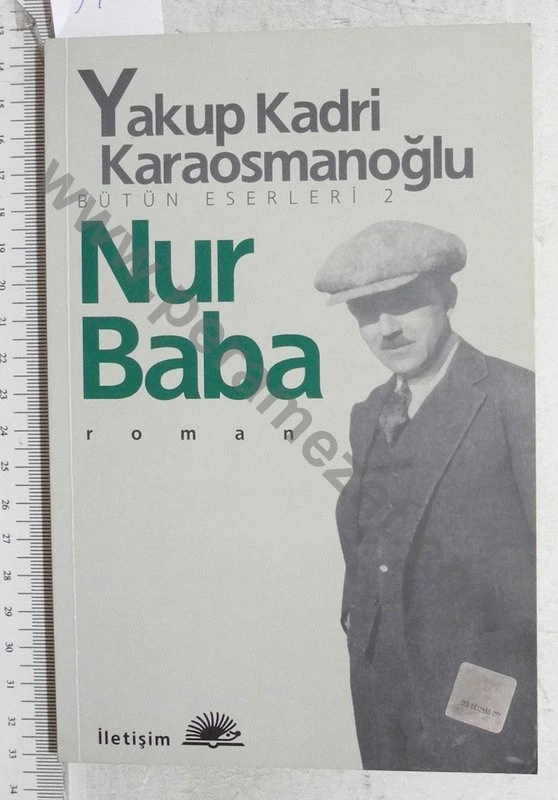 Yakup Kadri
Karaosmanoğlu
BÜTÜN ESERLERİ 2
Nur
Baba
roman
İletişim